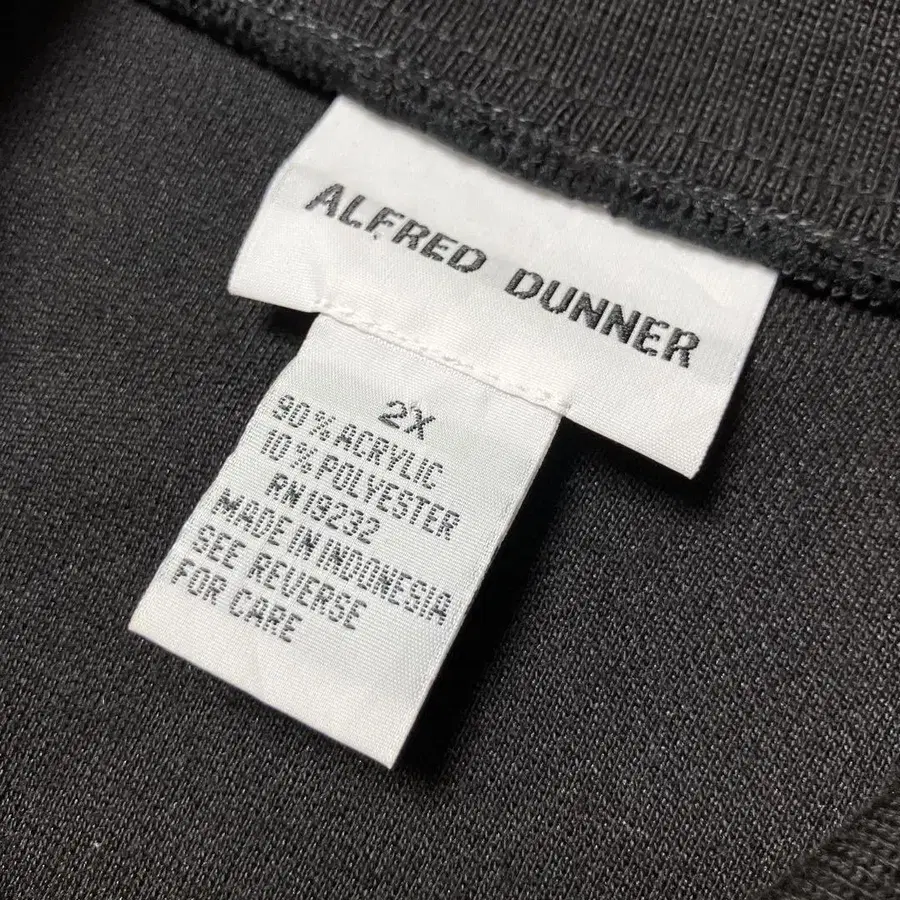 ALFRED DUNNER
2X
90% ACRYLIC
10% POLYESTER
RN 19232
MADE IN INDONESIA
SEE REVERSE
FOR CARE